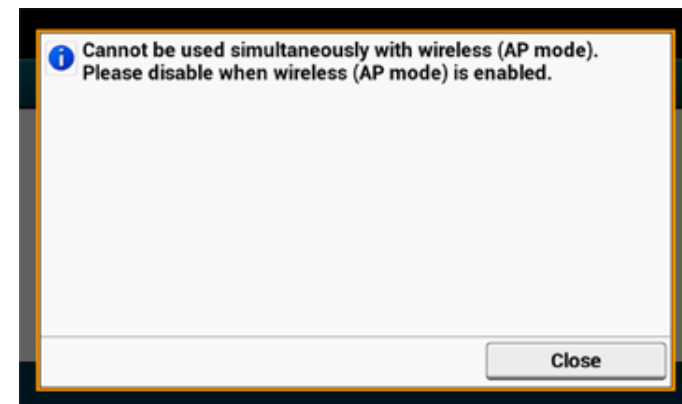 Cannot be used simultaneously with wireless (AP mode).
Please disable when wireless (AP mode) is enabled.
Close